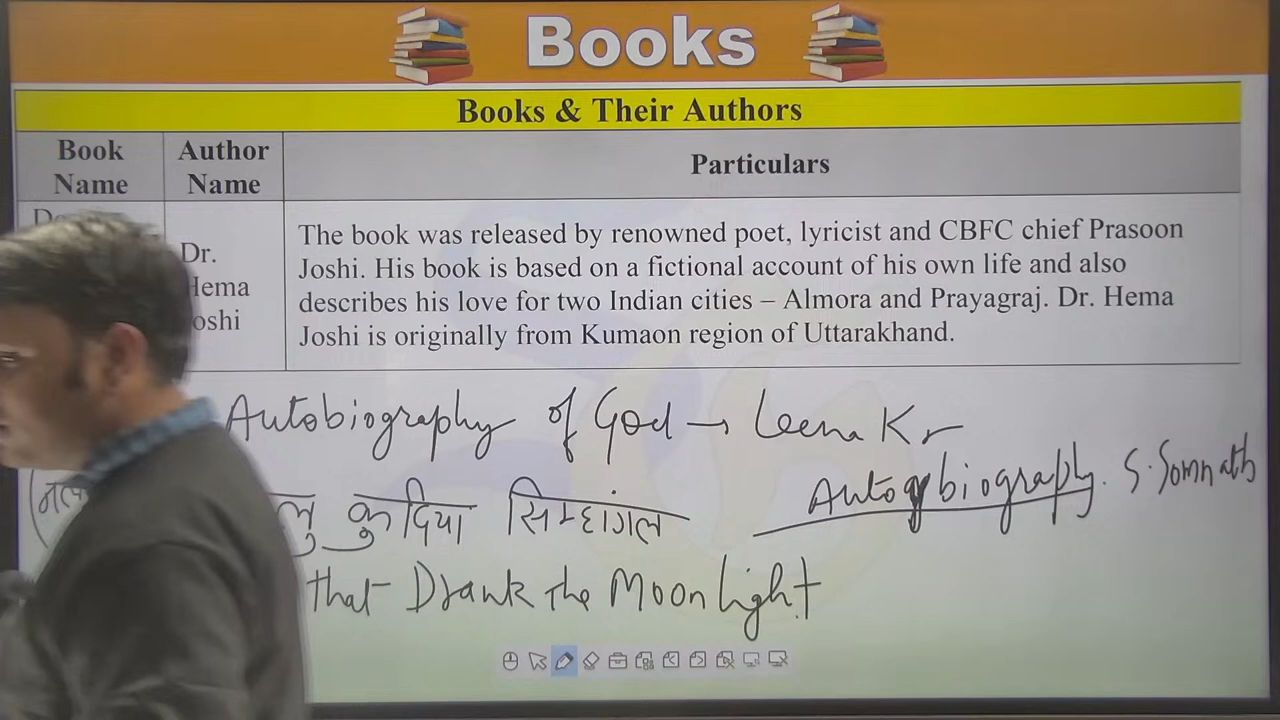 Books
Books & Their Authors
Book Name
Author Name
Particulars
Dr.
Hema
Joshi
The book was released by renowned poet, lyricist and CBFC chief Prasoon
Joshi. His book is based on a fictional account of his own life and also
describes his love for two Indian cities – Almora and Prayagraj. Dr. Hema
Joshi is originally from Kumaon region of Uttarakhand.
Autobiography of God → Leena Kr
Autobiography. S. Somnath
कुदिया
that Drank the Moonlight